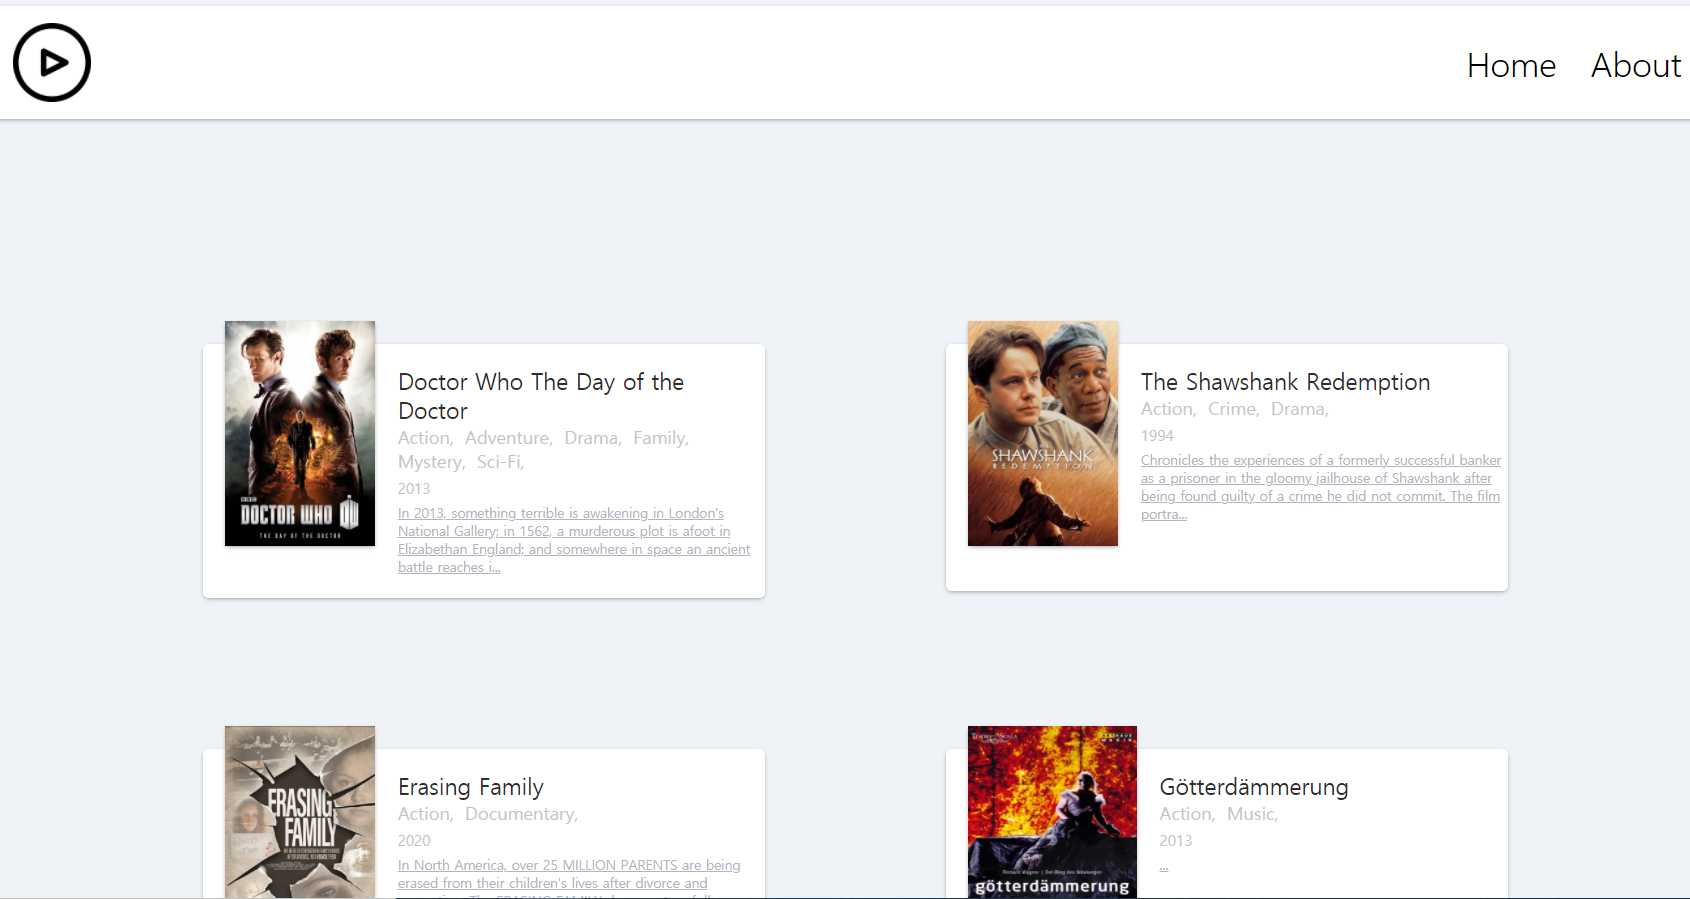 Home About
BBC
DOCTOR WHO
THE DAY OF THE DOCTOR
Doctor Who The Day of the
Doctor
Action, Adventure, Drama, Family,
Mystery, Sci-Fi,
2013
In 2013, something terrible is awakening in London's
National Gallery; in 1562, a murderous plot is afoot in
Elizabethan England; and somewhere in space an ancient
battle reaches i...
THE
SHAWSHANK
REDEMPTION
The Shawshank Redemption
Action, Crime, Drama,
1994
Chronicles the experiences of a formerly successful banker
as a prisoner in the gloomy jailhouse of Shawshank after
being found guilty of a crime he did not commit. The film
portra...
ERASING
FAMILY
Erasing Family
Action, Documentary,
2020
In North America, over 25 MILLION PARENTS are being
erased from their children's lives after divorce and
götterdämmerung
Götterdämmerung
Action, Music,
2013
...